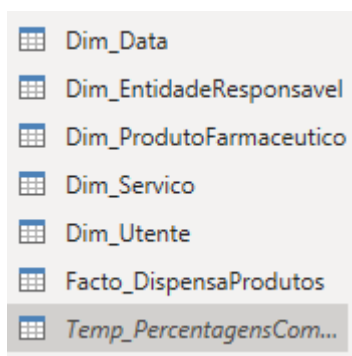 Dim_Data
Dim_EntidadeResponsavel
Dim_ProdutoFarmaceutico
Dim_Servico
Dim_Utente
Facto_DispensaProdutos
Temp_PercentagensCom...